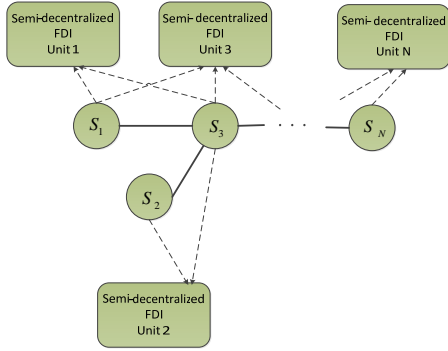 Semi-decentralized
FDI
Unit 1
Semi-decentralized
FDI
Unit 3
Semi-decentralized
FDI
Unit N
S1
S3
. . .
SN
S2
Semi-decentralized
FDI
Unit 2